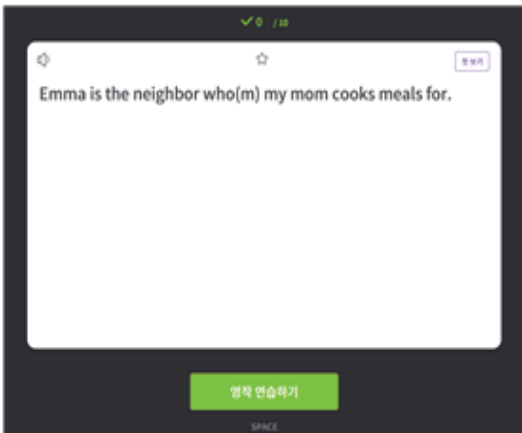 0 / 10
Emma is the neighbor who(m) my mom cooks meals for.
영작 연습하기
SPACE